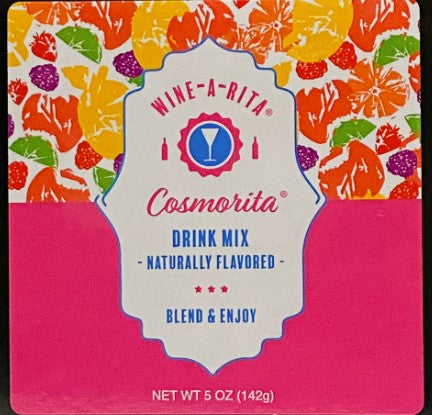 WINE-A-RITA®
Cosmorita®
DRINK MIX
- NATURALLY FLAVORED -
BLEND & ENJOY
NET WT 5 OZ (142g)